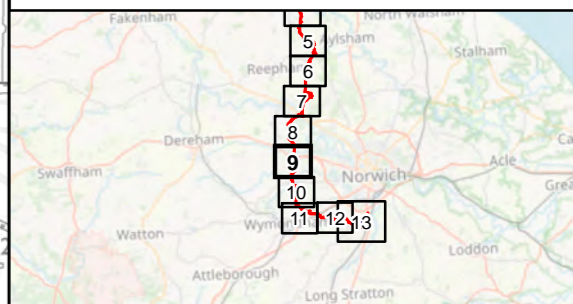 Fakenham
North Walsham
5
Aylsham
Stalham
Reepham
6
7
8
Dereham
9
Norwich
Acle
Swaffham
10
11
12
13
Watton
Loddon
Attleborough
Long Stratton